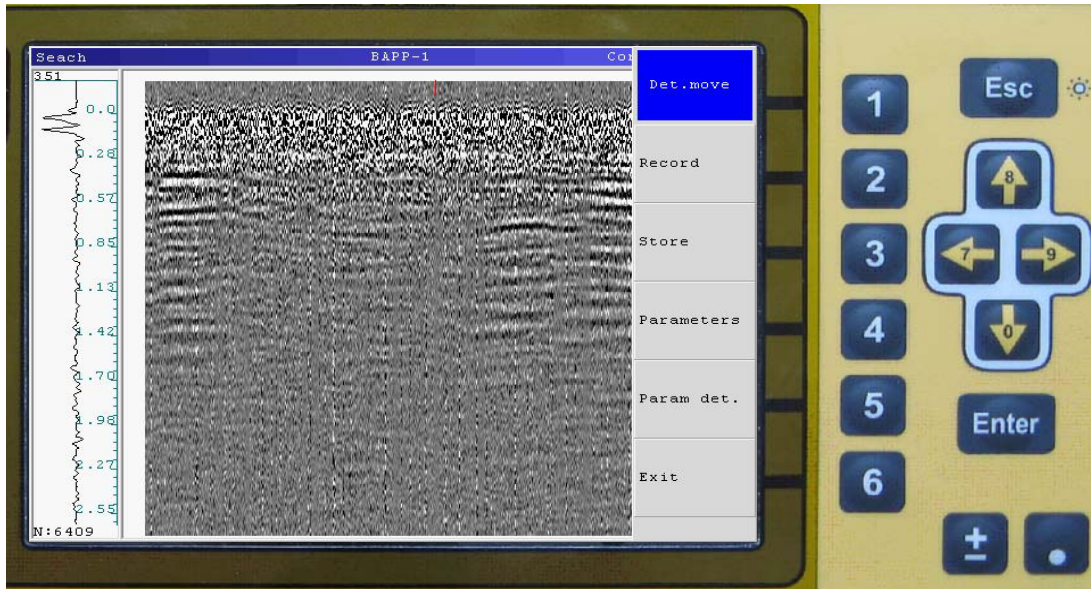 Seach BAPP-1 Co
351
0.0
0.28
0.57
0.85
1.13
1.42
1.70
1.98
2.27
2.55
N:6409
Det.move
Record
Store
Parameters
Param det.
Exit
1
2
3
4
5
6
Esc
8
7
9
0
Enter
±
.